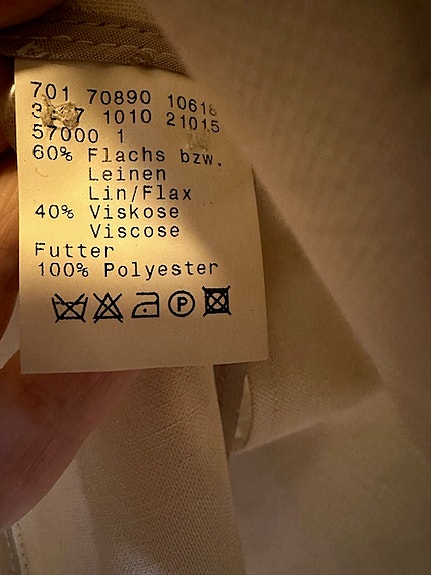 701 70890 10618
1010 21015
57000 1
60% Flachs bzw.
Leinen
Lin/Flax
40% Viskose
Viscose
Futter
100% Polyester
P